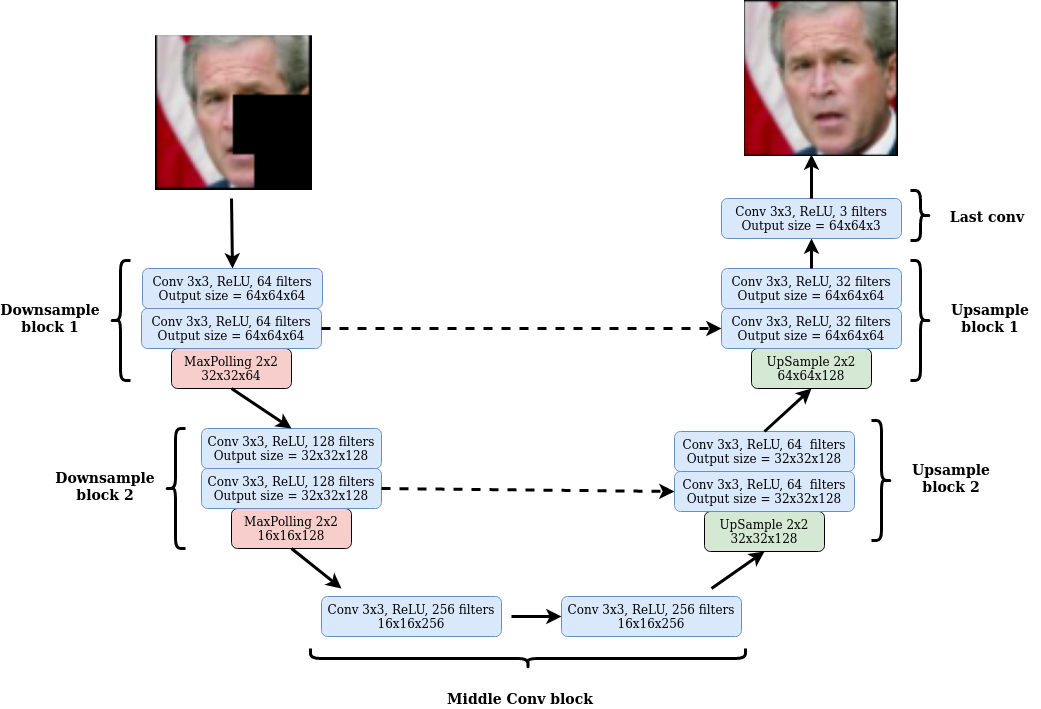 Conv 3x3, ReLU, 3 filters
Output size = 64x64x3
Last conv
Downsample
block 1
Conv 3x3, ReLU, 64 filters
Output size = 64x64x64
Conv 3x3, ReLU, 64 filters
Output size = 64x64x64
MaxPolling 2x2
32x32x64
Conv 3x3, ReLU, 32 filters
Output size = 64x64x64
Conv 3x3, ReLU, 32 filters
Output size = 64x64x64
UpSample 2x2
64x64x128
Upsample
block 1
Downsample
block 2
Conv 3x3, ReLU, 128 filters
Output size = 32x32x128
Conv 3x3, ReLU, 128 filters
Output size = 32x32x128
MaxPolling 2x2
16x16x128
Conv 3x3, ReLU, 64 filters
Output size = 32x32x128
Conv 3x3, ReLU, 64 filters
Output size = 32x32x128
UpSample 2x2
32x32x128
Upsample
block 2
Conv 3x3, ReLU, 256 filters
16x16x256
Conv 3x3, ReLU, 256 filters
16x16x256
Middle Conv block